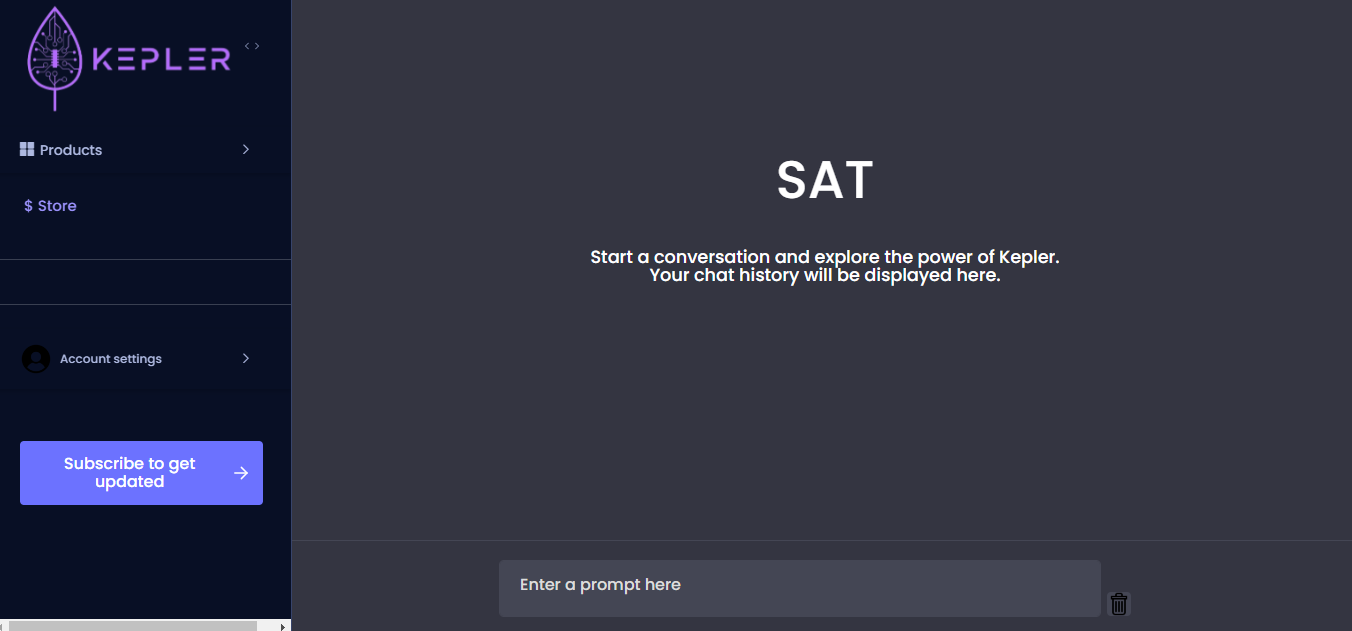 KEPLER
Products
$ Store
Account settings
Subscribe to get
updated
SAT
Start a conversation and explore the power of Kepler.
Your chat history will be displayed here.
Enter a prompt here